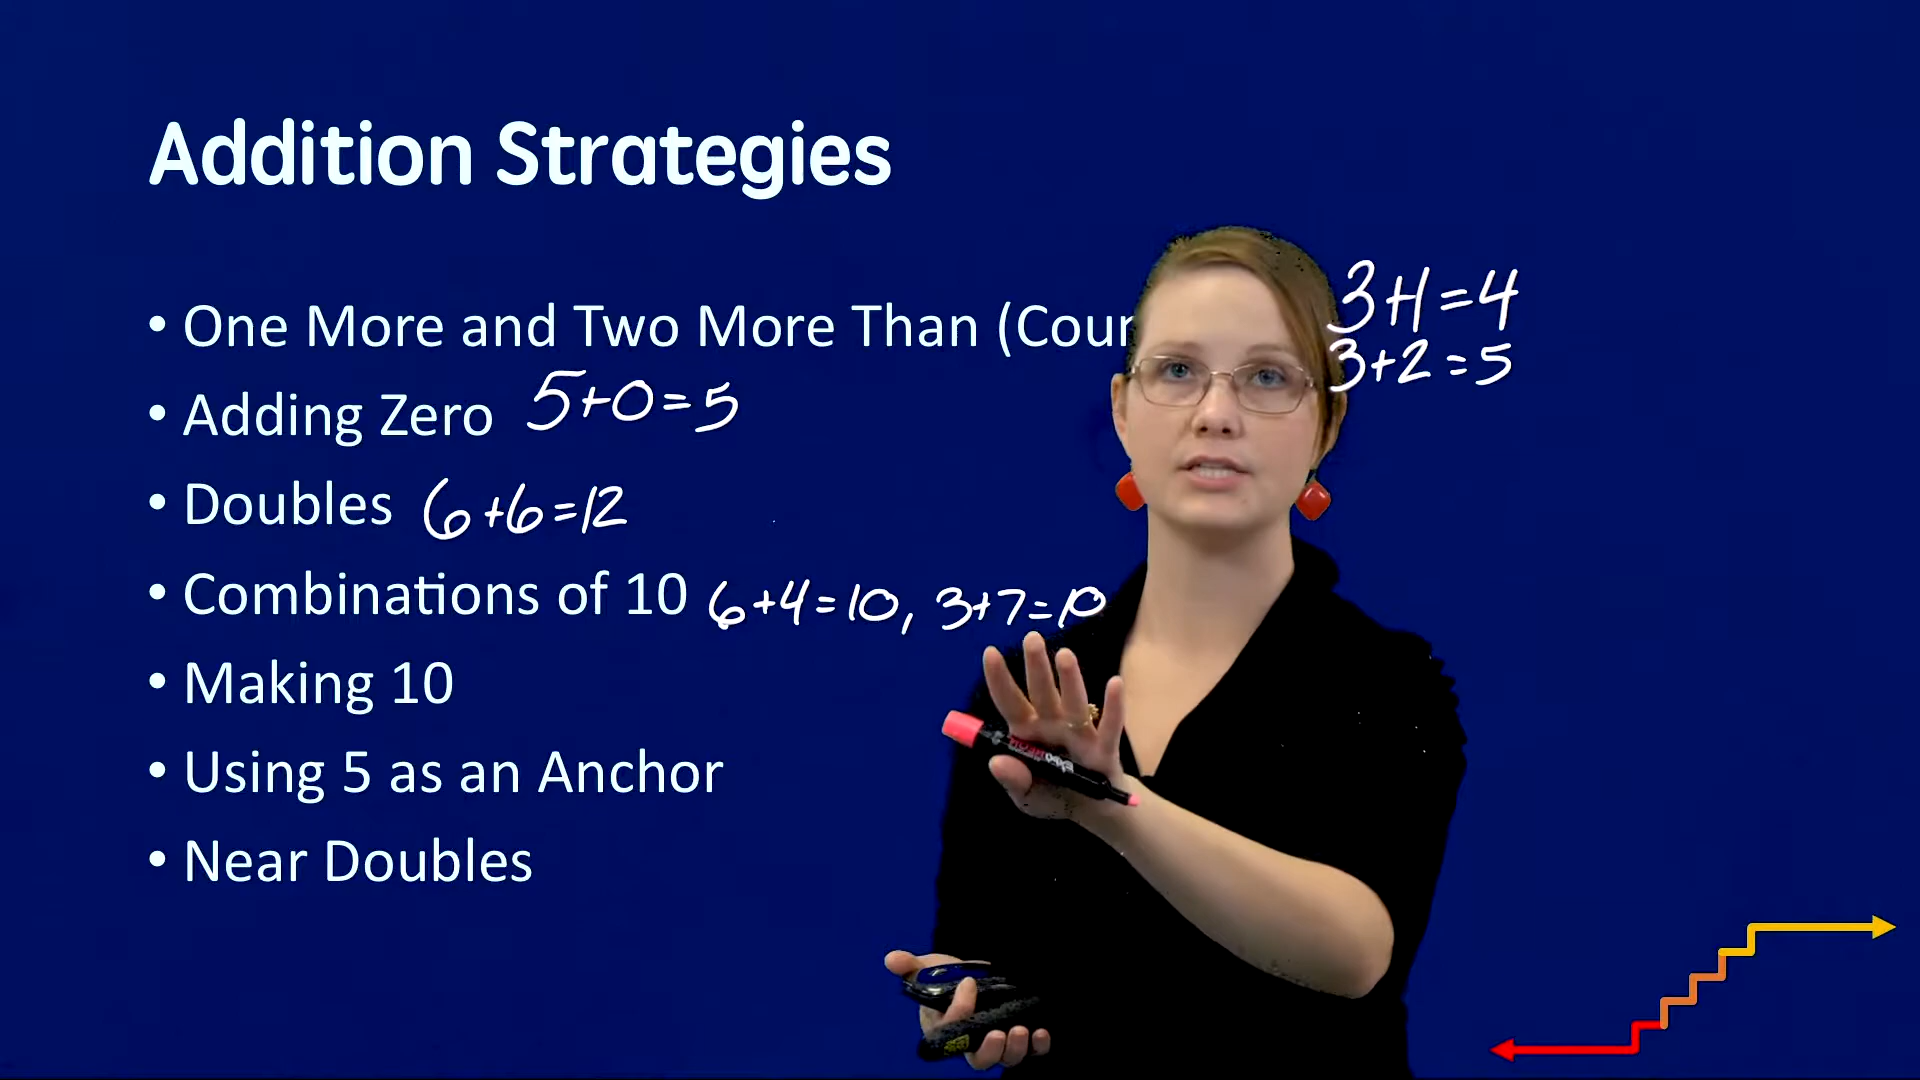 Addition Strategies
• One More and Two More Than (Coun
3+1=4
3+2=5
• Adding Zero 5+0=5
• Doubles 6+6=12
• Combinations of 10 6+4=10, 3+7=10
• Making 10
• Using 5 as an Anchor
• Near Doubles